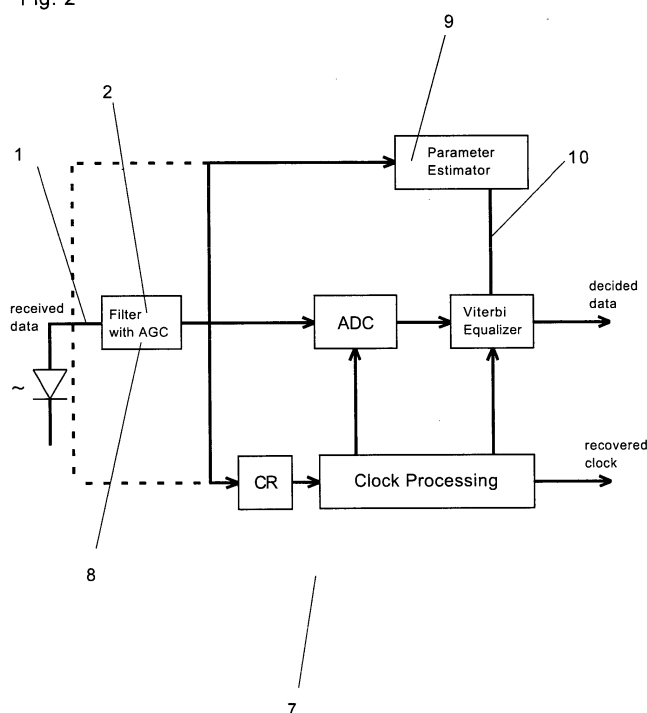 Fig. 2
9
2
1
Parameter
Estimator
10
received
data
Filter
with AGC
ADC
Viterbi
Equalizer
decided
data
~
CR
Clock Processing
recovered
clock
8
7